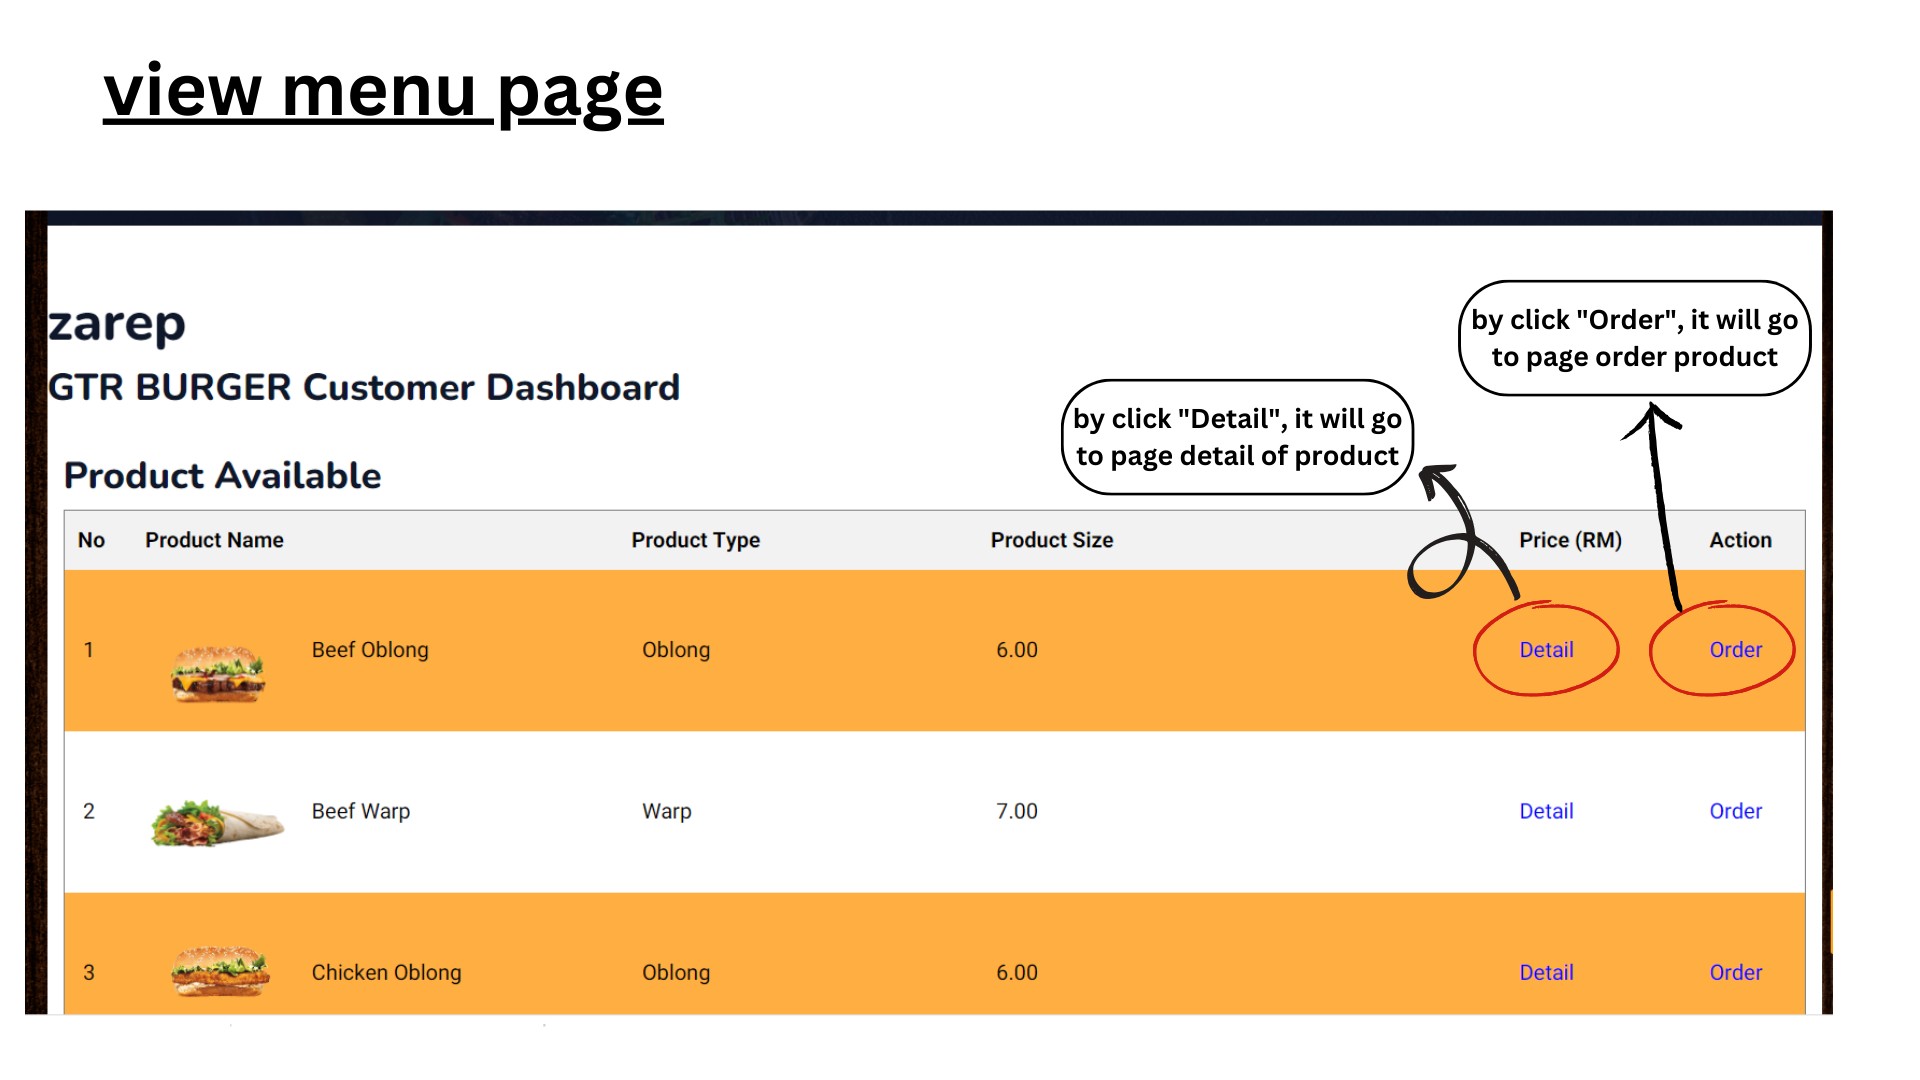 view menu page
zarep
GTR BURGER Customer Dashboard
by click "Order", it will go
to page order product
by click "Detail", it will go
to page detail of product
Product Available
No Product Name Product Type Product Size Price (RM) Action
1 Beef Oblong Oblong 6.00 Detail Order
2 Beef Warp Warp 7.00 Detail Order
3 Chicken Oblong Oblong 6.00 Detail Order